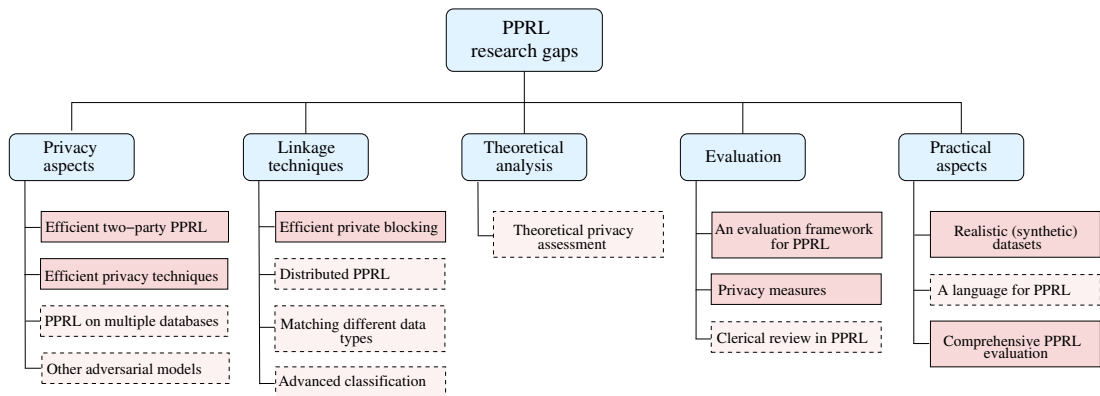 PPRL
research gaps
Privacy
aspects
Efficient two−party PPRL
Efficient privacy techniques
PPRL on multiple databases
Other adversarial models
Linkage
techniques
Efficient private blocking
Distributed PPRL
Matching different data
types
Advanced classification
Theoretical
analysis
Theoretical privacy
assessment
Evaluation
An evaluation framework
for PPRL
Privacy measures
Clerical review in PPRL
Practical
aspects
Realistic (synthetic)
datasets
A language for PPRL
Comprehensive PPRL
evaluation